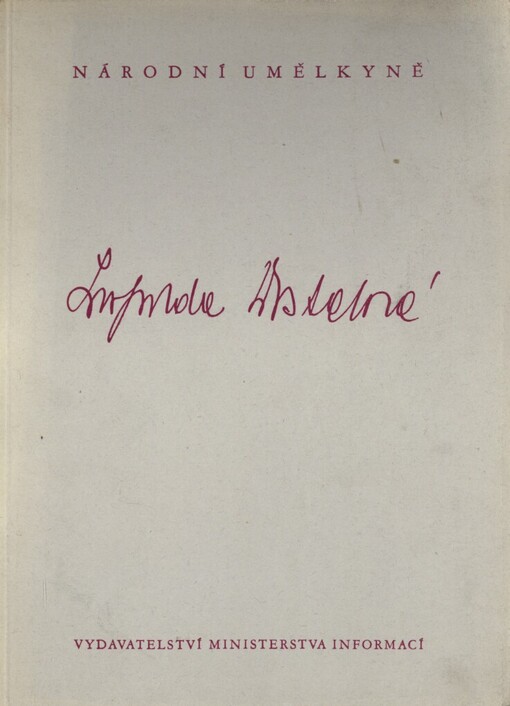 NÁRODNÍ UMĚLKYNĚ
Leopolda Dostalová
VYDAVATELSTVÍ MINISTERSTVA INFORMACÍ